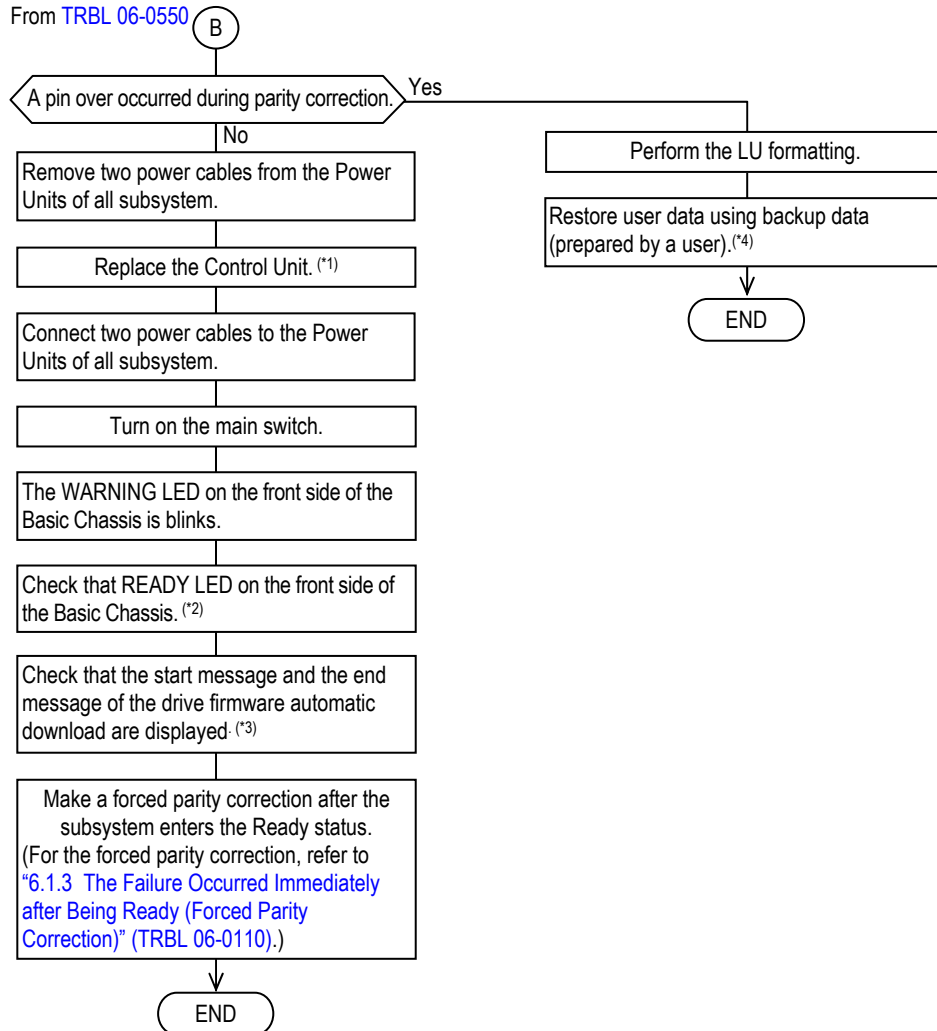 From TRBL 06-0550
B
A pin over occurred during parity correction.
Yes
No
Remove two power cables from the Power
Units of all subsystem.
Replace the Control Unit. (*1)
Connect two power cables to the Power
Units of all subsystem.
Turn on the main switch.
The WARNING LED on the front side of the
Basic Chassis is blinks.
Check that READY LED on the front side of
the Basic Chassis. (*2)
Check that the start message and the end
message of the drive firmware automatic
download are displayed. (*3)
Make a forced parity correction after the
subsystem enters the Ready status.
(For the forced parity correction, refer to
“6.1.3 The Failure Occurred Immediately
after Being Ready (Forced Parity
Correction)” (TRBL 06-0110).)
END
Perform the LU formatting.
Restore user data using backup data
(prepared by a user).(*4)
END